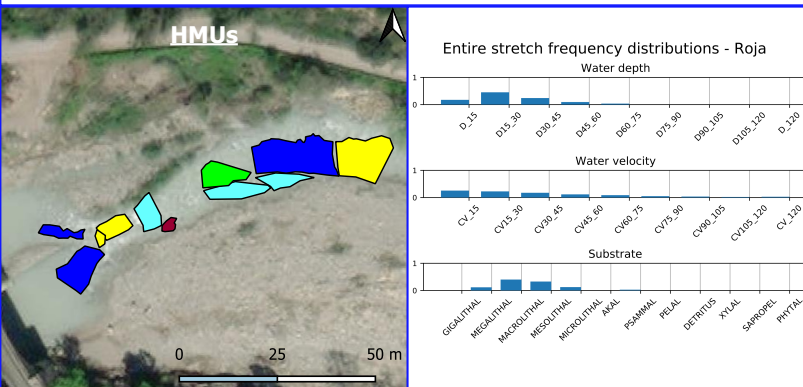 HMUs
0 25 50 m
Entire stretch frequency distributions - Roja
Water depth
1
0
D_15 D15_30 D30_45 D45_60 D60_75 D75_90 D90_105 D105_120 D_120
Water velocity
1
0
CV_15 CV15_30 CV30_45 CV45_60 CV60_75 CV75_90 CV90_105 CV105_120 CV_120
Substrate
1
0
GIGALITHAL MEGALITHAL MACROLITHAL MESOLITHAL MICROLITHAL AKAL PSAMMAL PELAL DETRITUS XYLAL SAPROPEL PHYTAL